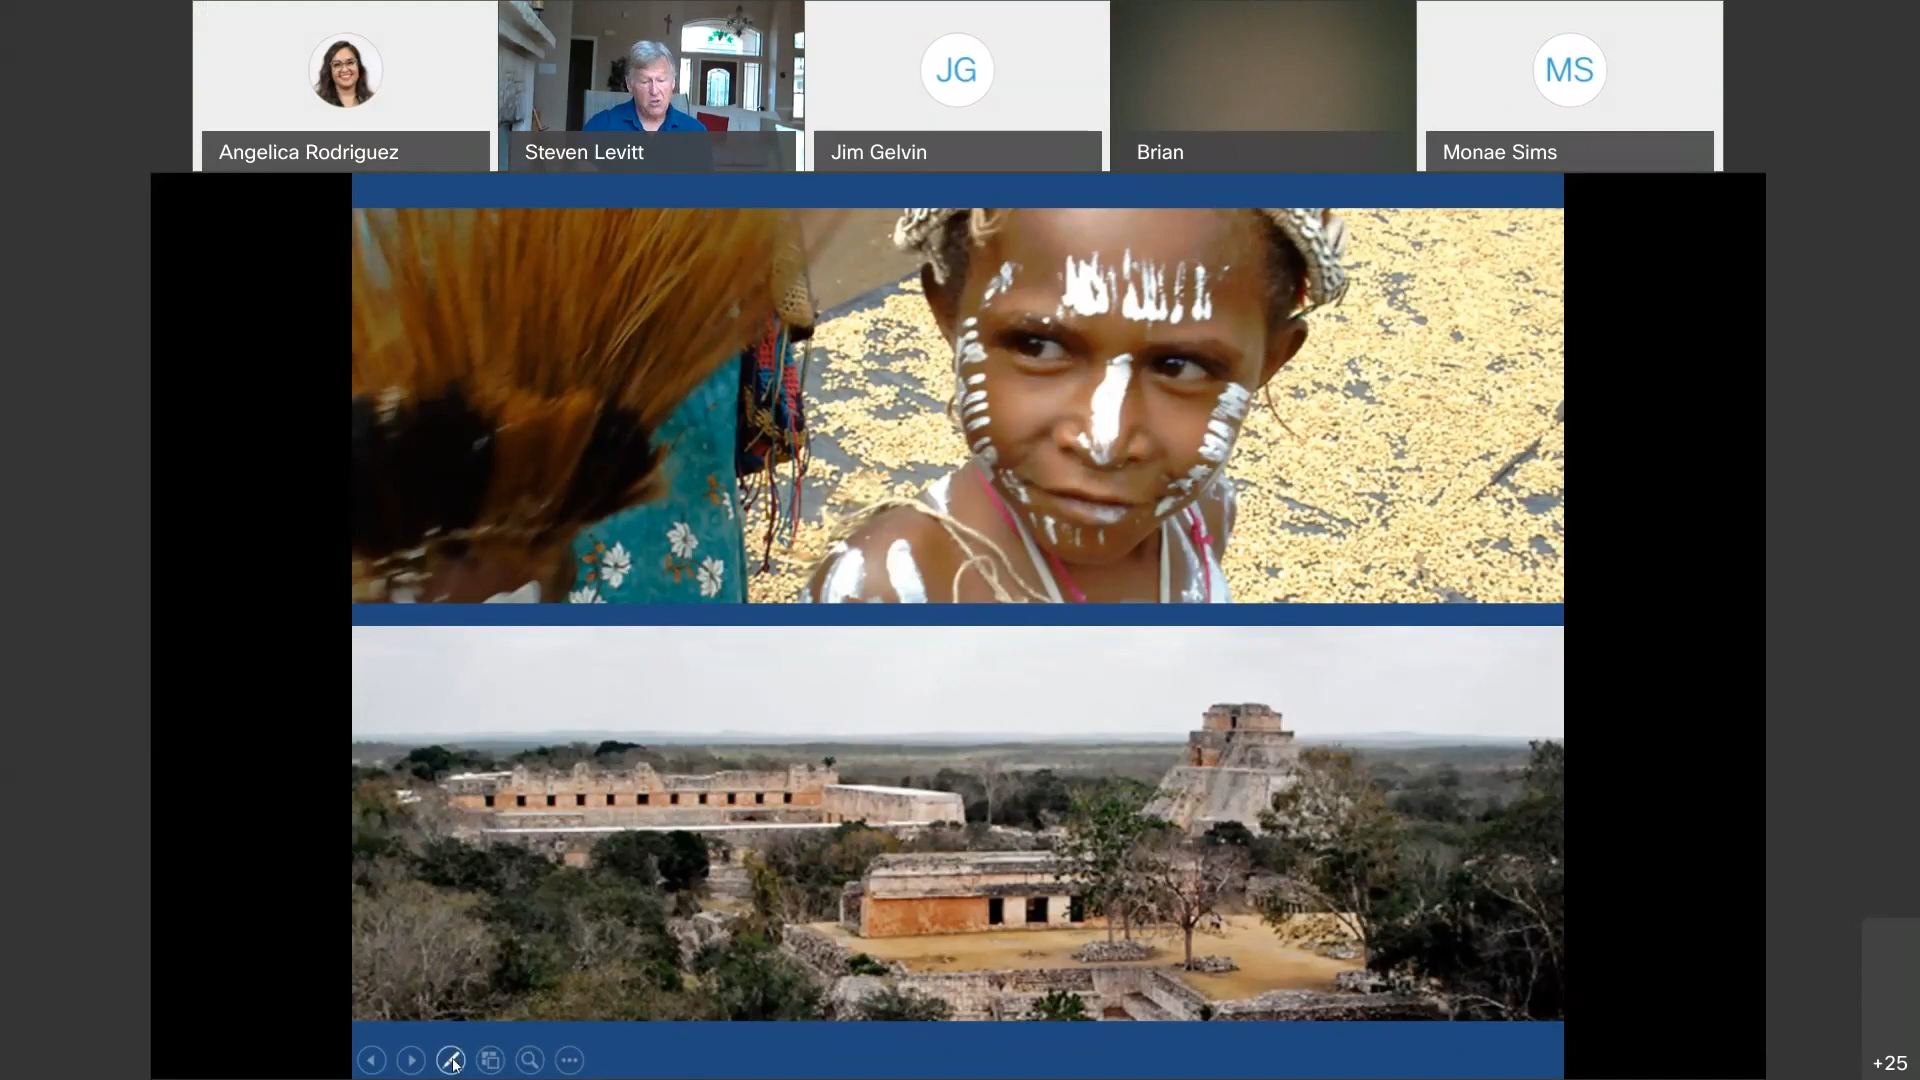 Angelica Rodriguez
Steven Levitt
JG
Jim Gelvin
Brian
MS
Monae Sims
+25